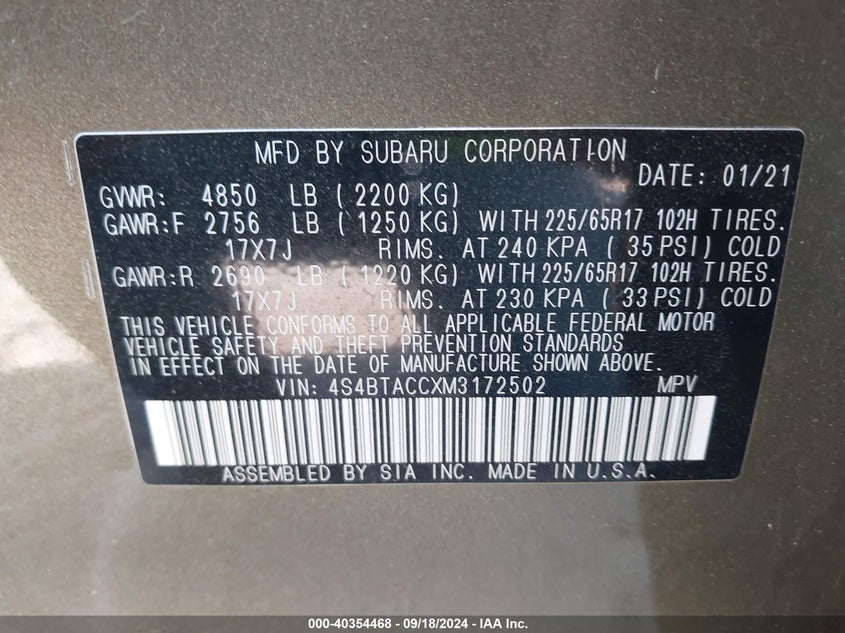 MFD BY SUBARU CORPORATION
DATE: 01/21
GVWR: 4850 LB ( 2200 KG)
GAWR:F 2756 LB ( 1250 KG) WITH 225/65R17 102H TIRES.
17X7J RIMS. AT 240 KPA ( 35 PSI) COLD
GAWR:R 2690 LB ( 1220 KG) WITH 225/65R17 102H TIRES.
17X7J RIMS. AT 230 KPA ( 33 PSI) COLD
THIS VEHICLE CONFORMS TO ALL APPLICABLE FEDERAL MOTOR
VEHICLE SAFETY AND THEFT PREVENTION STANDARDS
IN EFFECT ON THE DATE OF MANUFACTURE SHOWN ABOVE.
VIN: 4S4BTACCXM3172502 MPV
ASSEMBLED BY SIA INC. MADE IN U.S.A.
000-40354468 - 09/18/2024 - IAA Inc.